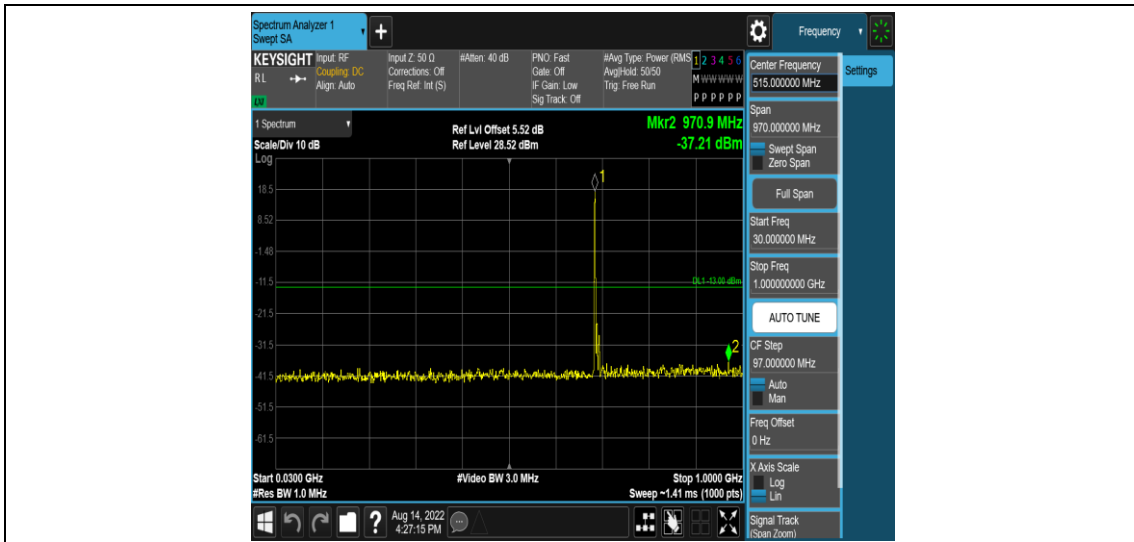 Spectrum Analyzer 1
Swept SA
+
Frequency
KEYSIGHT
RL
LXI
Input: RF
Coupling: DC
Align: Auto
Input Z: 50 Ω
Corrections: Off
Freq Ref: Int (S)
#Atten: 40 dB
PNO: Fast
Gate: Off
IF Gain: Low
Sig Track: Off
#Avg Type: Power (RMS
Avg|Hold: 50/50
Trig: Free Run
1 2 3 4 5 6
M W W W W W
P P P P P P
1 Spectrum
Scale/Div 10 dB
Log
Ref Lvl Offset 5.52 dB
Ref Level 28.52 dBm
Mkr2 970.9 MHz
-37.21 dBm
1
18.5
8.52
-1.48
-11.5
DL1 -13.00 dBm
-21.5
-31.5
2
-41.5
-51.5
-61.5
Start 0.0300 GHz
#Video BW 3.0 MHz
Stop 1.0000 GHz
#Res BW 1.0 MHz
Sweep ~1.41 ms (1000 pts)
?
Aug 14, 2022
4:27:15 PM
Center Frequency
515.000000 MHz
Settings
Span
970.000000 MHz
Swept Span
Zero Span
Full Span
Start Freq
30.000000 MHz
Stop Freq
1.000000000 GHz
AUTO TUNE
CF Step
97.000000 MHz
Auto
Man
Freq Offset
0 Hz
X Axis Scale
Log
Lin
Signal Track
(Span Zoom)